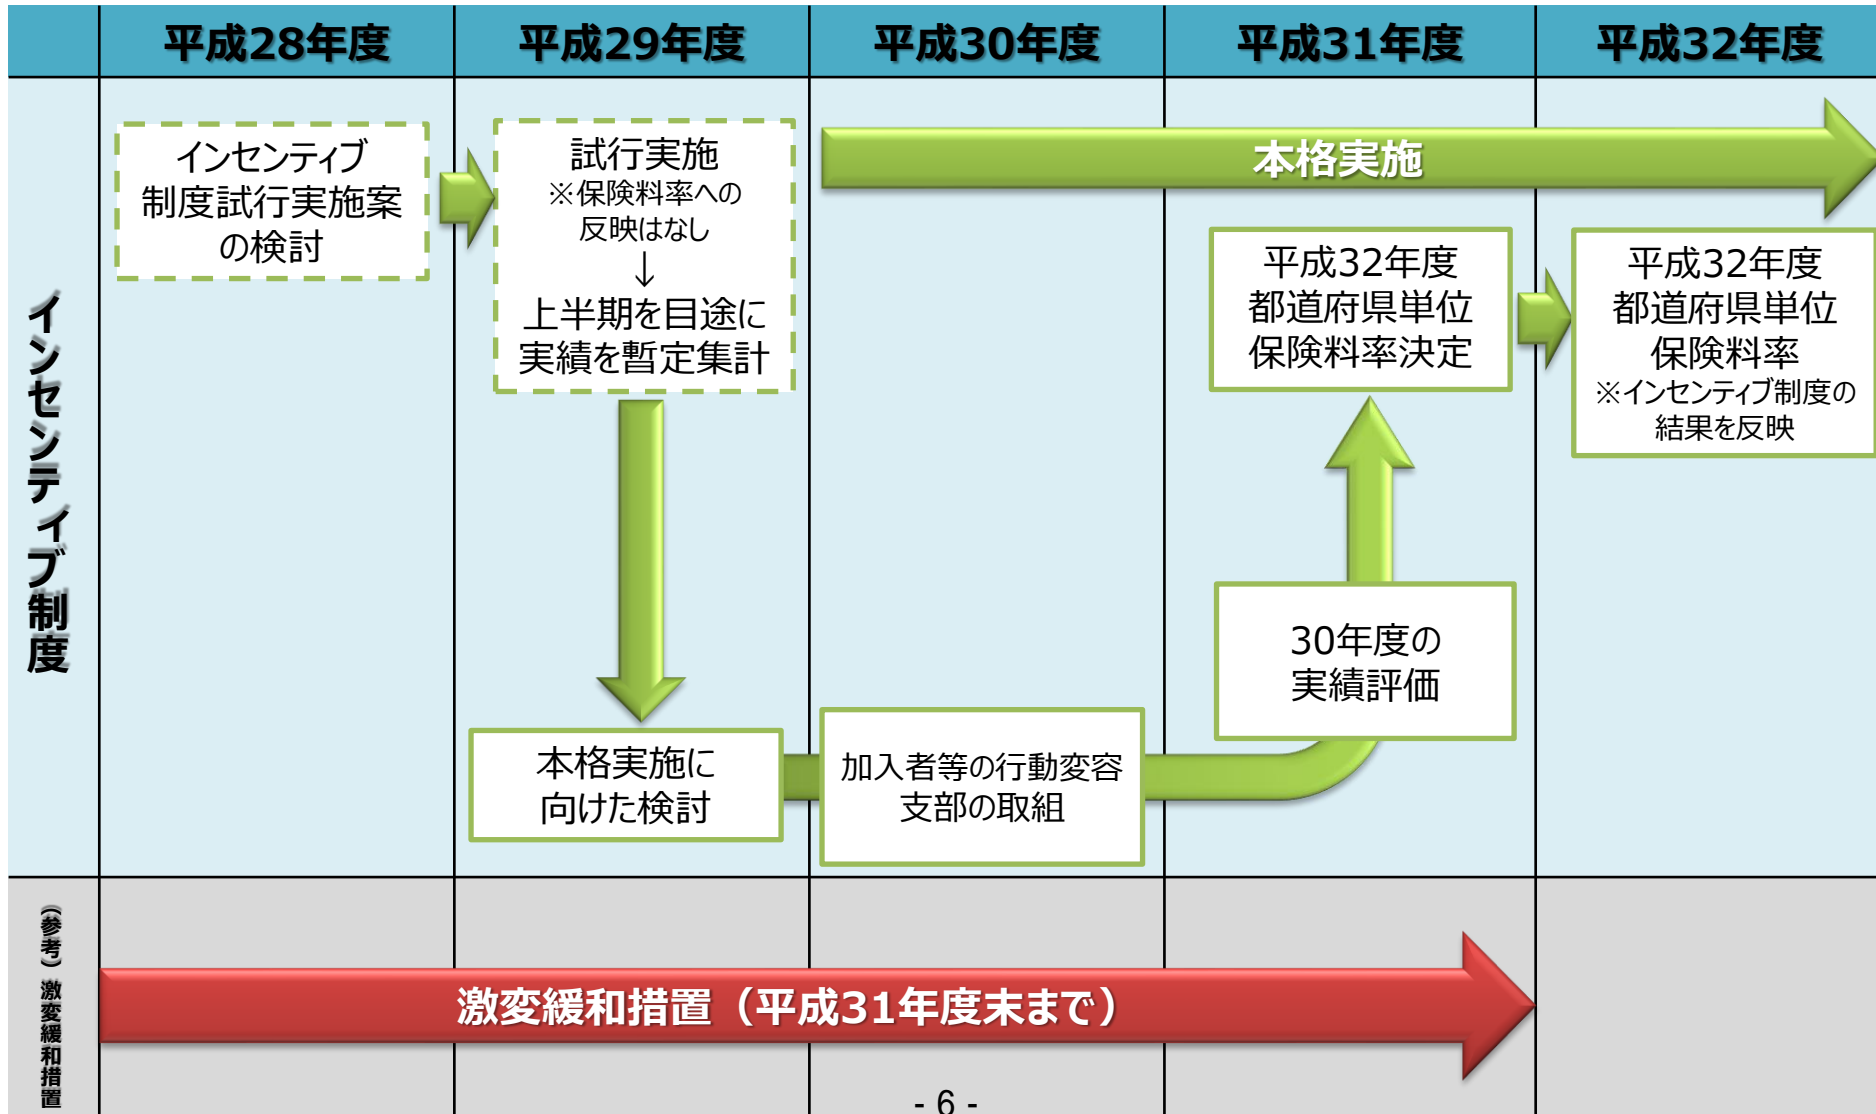 平成28年度
平成29年度
平成30年度
平成31年度
平成32年度
インセンティブ制度
インセンティブ
制度試行実施案
の検討
試行実施
※保険料率への
反映はなし
↓
上半期を目途に
実績を暫定集計
本格実施に
向けた検討
加入者等の行動変容
支部の取組
本格実施
30年度の
実績評価
平成32年度
都道府県単位
保険料率決定
平成32年度
都道府県単位
保険料率
※インセンティブ制度の
結果を反映
(参考)激変緩和措置
激変緩和措置(平成31年度末まで)
- 6 -